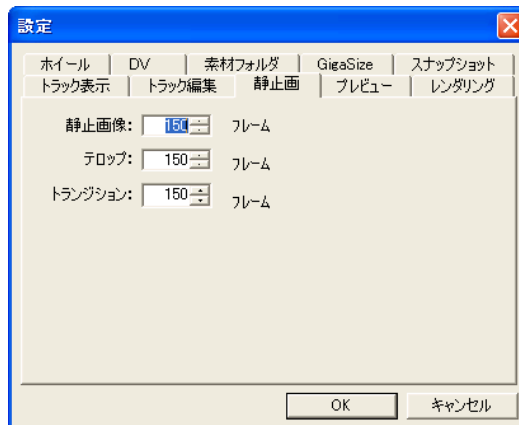 設定
ホイール DV 素材フォルダ GigaSize スナップショット
トラック表示 トラック編集 静止画 プレビュー レンダリング
静止画像: 150 フレーム
テロップ: 150 フレーム
トランジション: 150 フレーム
OK キャンセル